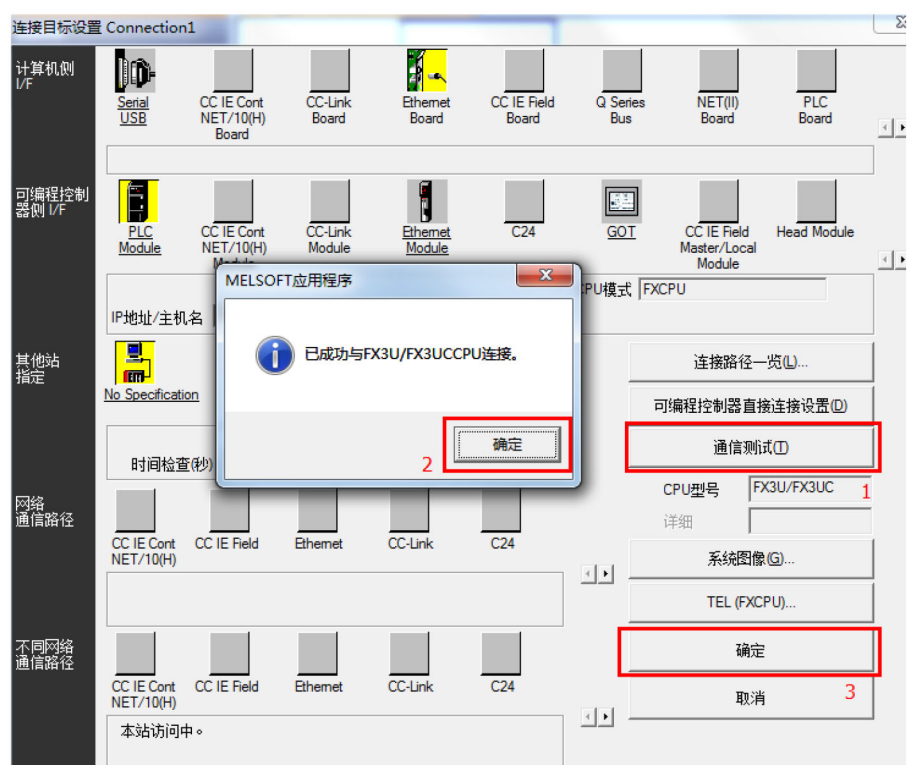 连接目标设置 Connection1
计算机侧
I/F
Serial
USB
CC IE Cont
NET/10(H)
Board
CC-Link
Board
Ethernet
Board
CC IE Field
Board
Q Series
Bus
NET(II)
Board
PLC
Board
可编程控制
器侧 I/F
PLC
Module
CC IE Cont
NET/10(H)
Module
CC-Link
Module
Ethernet
Module
C24
GOT
CC IE Field
Master/Local
Module
Head Module
MELSOFT应用程序
PU模式 FXCPU
IP地址/主机名
已成功与FX3U/FX3UCCPU连接。
确定
2
其他站
指定
No Specification
时间检查(秒)
连接路径一览(L)...
可编程控制器直接连接设置(D)
通信测试(T)
CPU型号 FX3U/FX3UC 1
详细
系统图像(G)...
TEL (FXCPU)...
确定
取消 3
网络
通信路径
CC IE Cont
NET/10(H)
CC IE Field
Ethernet
CC-Link
C24
不同网络
通信路径
CC IE Cont
NET/10(H)
CC IE Field
Ethernet
CC-Link
C24
本站访问中。